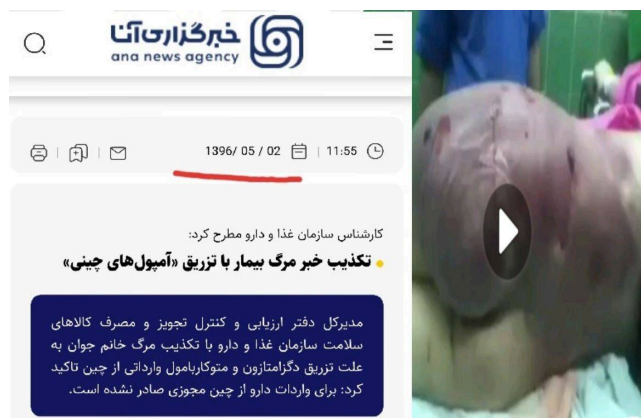 خبرگزاری آنا
ana news agency
11:55 | 1396/ 05 / 02
کارشناس سازمان غذا و دارو مطرح کرد:
تکذیب خبر مرگ بیمار با تزریق «آمپول‌های چینی»
مدیرکل دفتر ارزیابی و کنترل تجویز و مصرف کالاهای
سلامت سازمان غذا و دارو با تکذیب مرگ خانم جوان به
علت تزریق دگزامتازون و متوکاربامول وارداتی از چین تاکید
کرد: برای واردات دارو از چین مجوزی صادر نشده است.